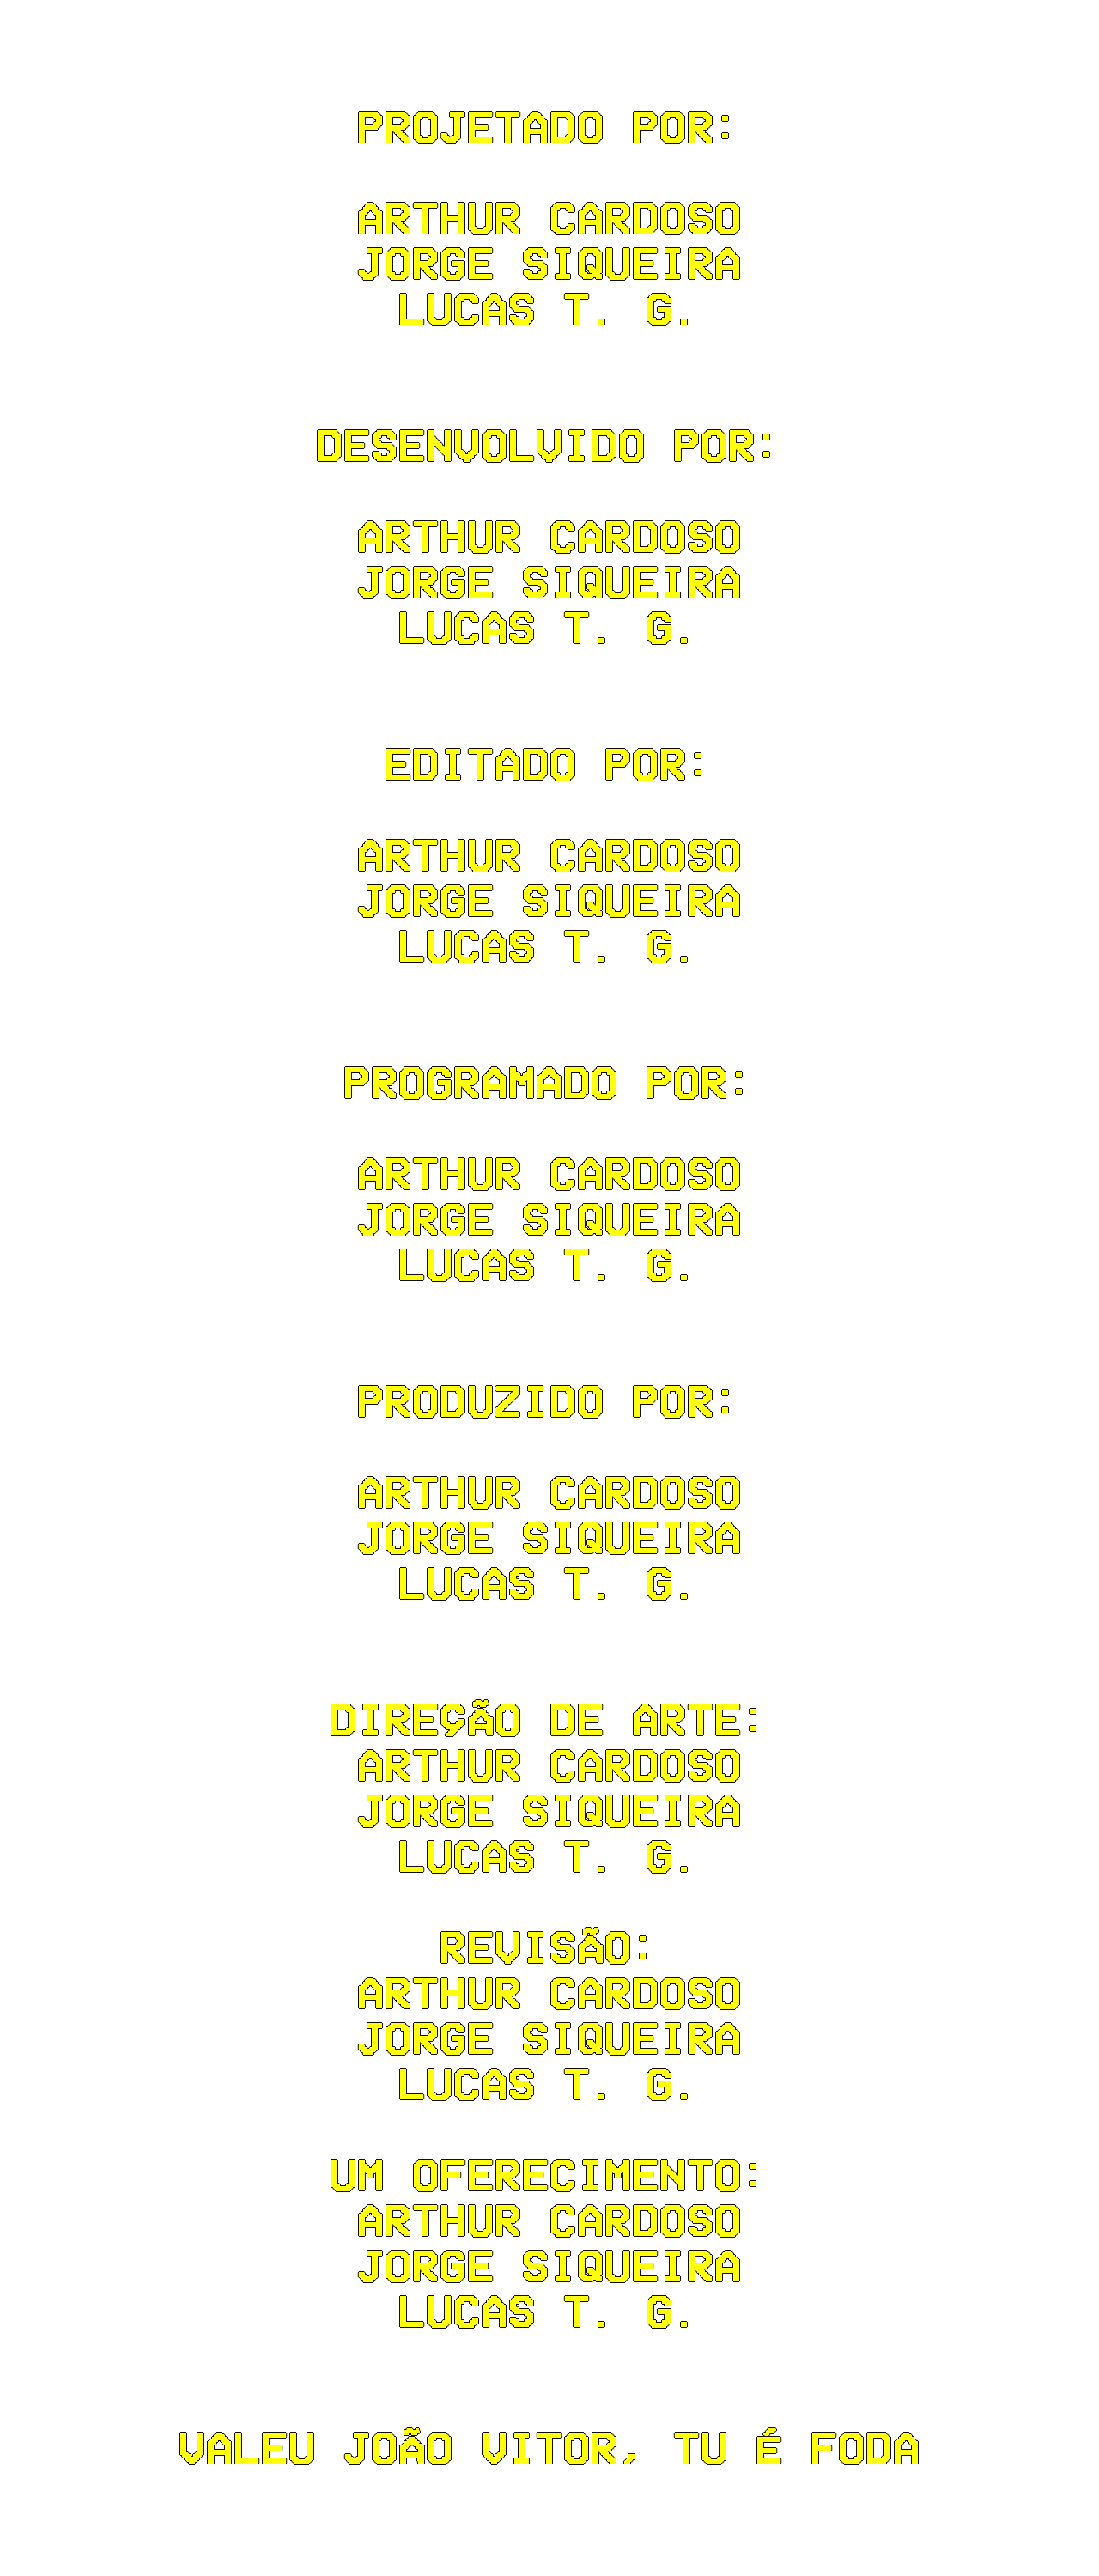 PROJETADO POR:
ARTHUR CARDOSO
JORGE SIQUEIRA
LUCAS T. G.
DESENVOLVIDO POR:
ARTHUR CARDOSO
JORGE SIQUEIRA
LUCAS T. G.
EDITADO POR:
ARTHUR CARDOSO
JORGE SIQUEIRA
LUCAS T. G.
PROGRAMADO POR:
ARTHUR CARDOSO
JORGE SIQUEIRA
LUCAS T. G.
PRODUZIDO POR:
ARTHUR CARDOSO
JORGE SIQUEIRA
LUCAS T. G.
DIREÇÃO DE ARTE:
ARTHUR CARDOSO
JORGE SIQUEIRA
LUCAS T. G.
REVISÃO:
ARTHUR CARDOSO
JORGE SIQUEIRA
LUCAS T. G.
UM OFERECIMENTO:
ARTHUR CARDOSO
JORGE SIQUEIRA
LUCAS T. G.
VALEU JOÃO VITOR, TU É FODA